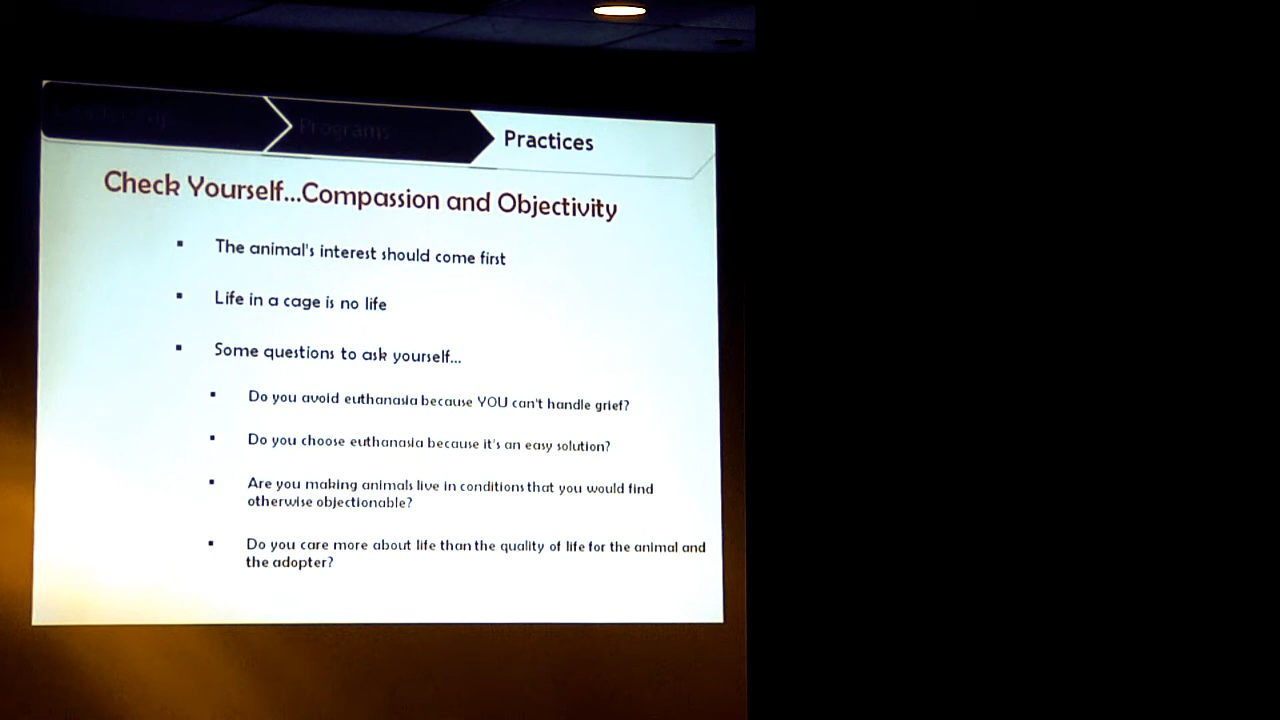 Programs
Practices
Check Yourself...Compassion and Objectivity
▪ The animal's interest should come first
▪ Life in a cage is no life
▪ Some questions to ask yourself...
▪ Do you avoid euthanasia because YOU can't handle grief?
▪ Do you choose euthanasia because it's an easy solution?
▪ Are you making animals live in conditions that you would find
otherwise objectionable?
▪ Do you care more about life than the quality of life for the animal and
the adopter?